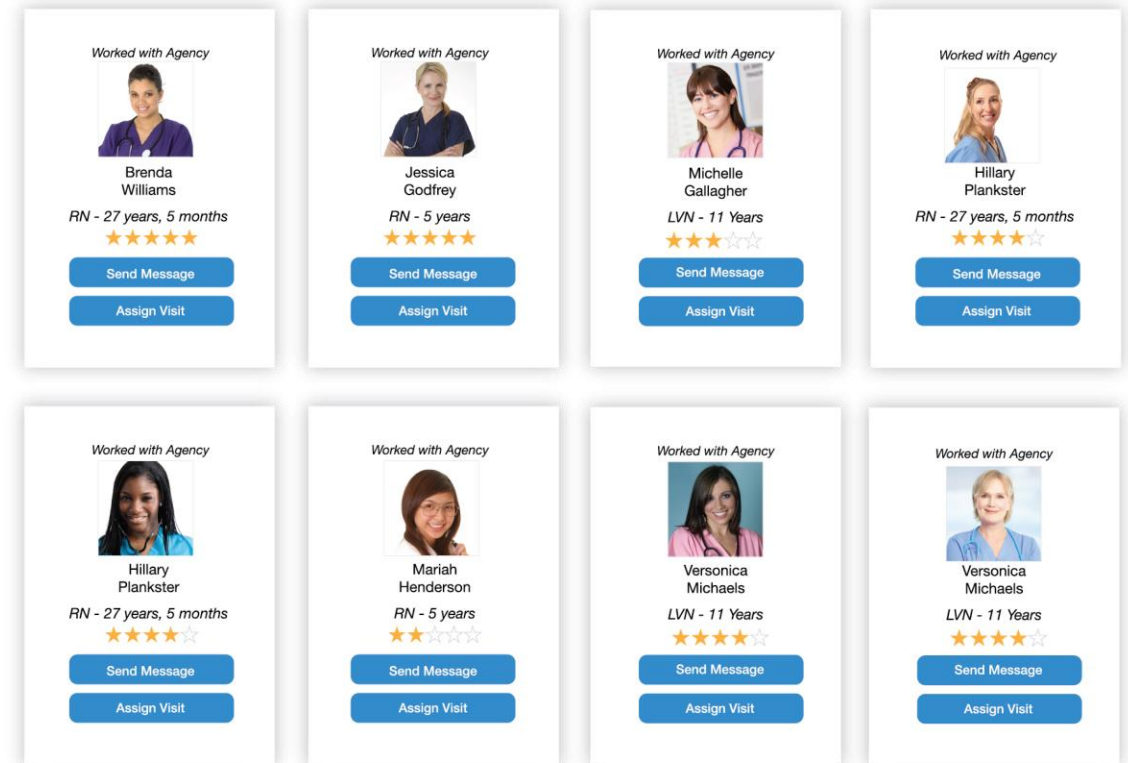 Worked with Agency
Brenda
Williams
RN - 27 years, 5 months
Send Message
Assign Visit
Worked with Agency
Jessica
Godfrey
RN - 5 years
Send Message
Assign Visit
Worked with Agency
Michelle
Gallagher
LVN - 11 Years
Send Message
Assign Visit
Worked with Agency
Hillary
Plankster
RN - 27 years, 5 months
Send Message
Assign Visit
Worked with Agency
Hillary
Plankster
RN - 27 years, 5 months
Send Message
Assign Visit
Worked with Agency
Mariah
Henderson
RN - 5 years
Send Message
Assign Visit
Worked with Agency
Versonica
Michaels
LVN - 11 Years
Send Message
Assign Visit
Worked with Agency
Versonica
Michaels
LVN - 11 Years
Send Message
Assign Visit